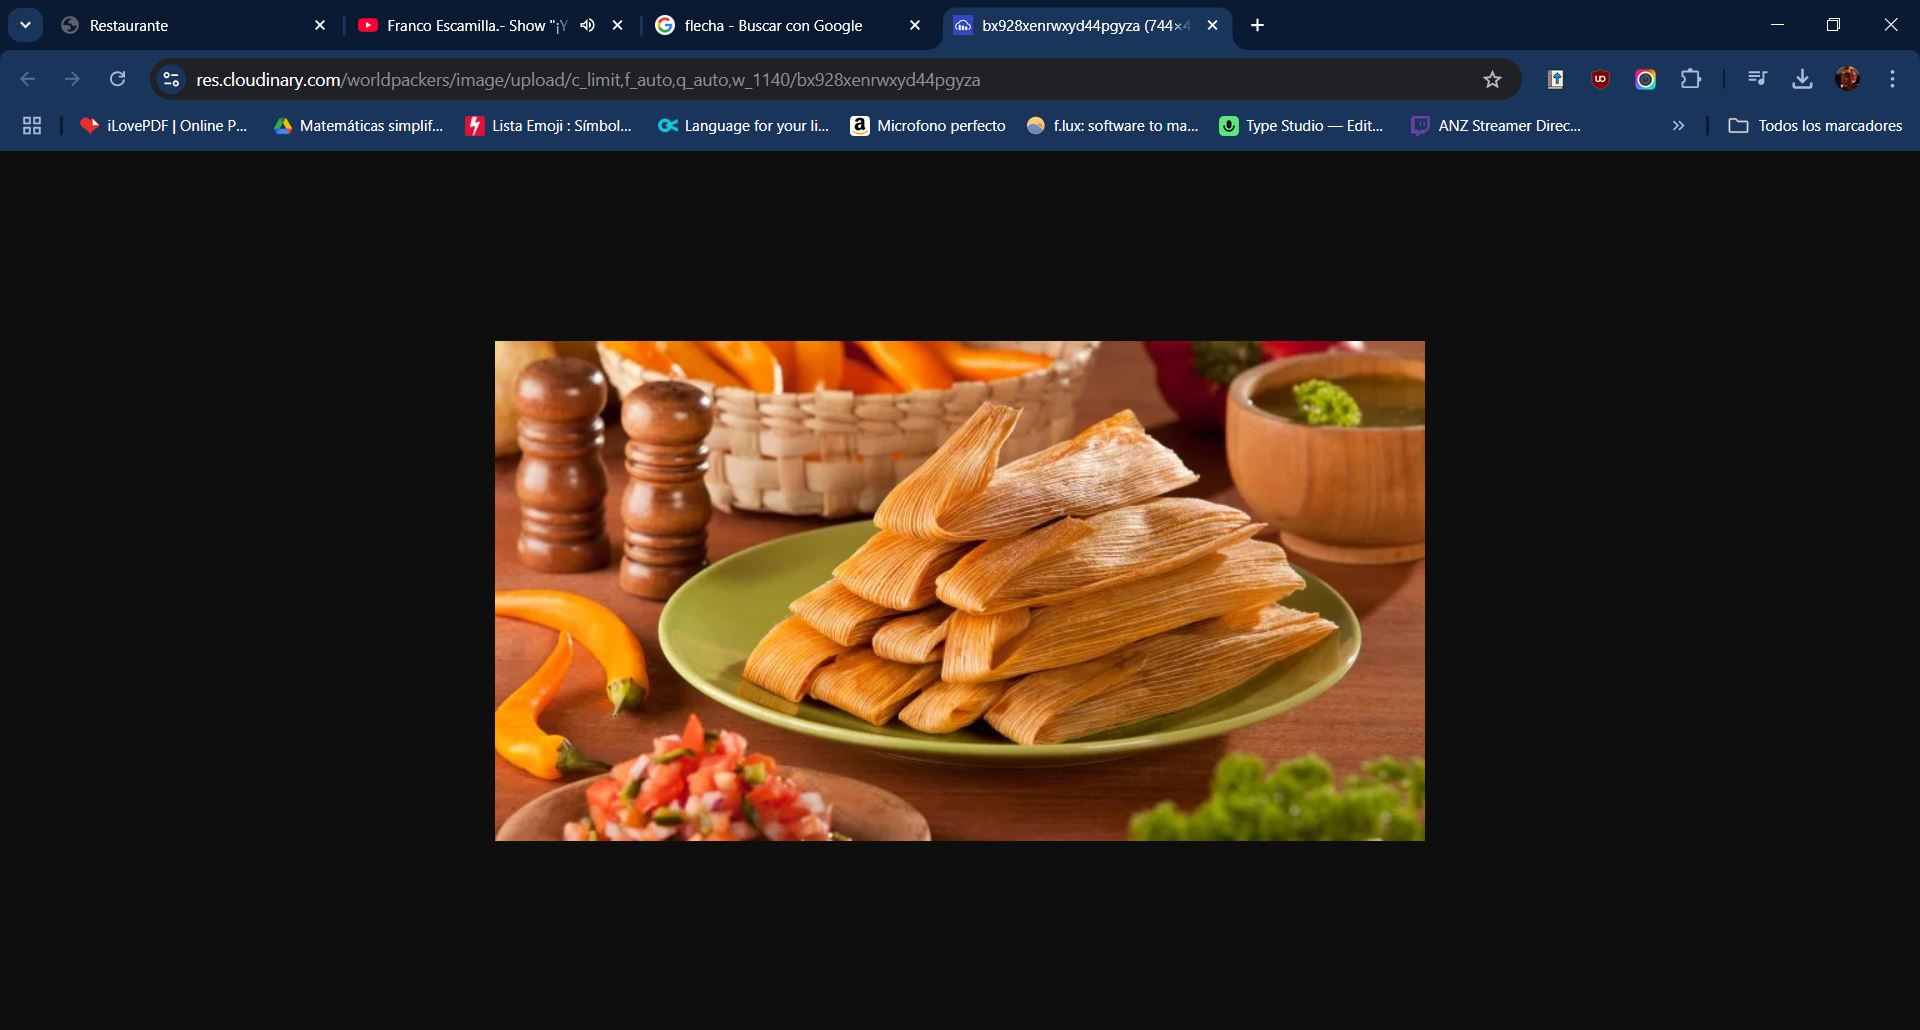 Restaurante
Franco Escamilla.- Show "¡Y
flecha - Buscar con Google
bx928xenrwxyd44pgyza (744×4
res.cloudinary.com/worldpackers/image/upload/c_limit,f_auto,q_auto,w_1140/bx928xenrwxyd44pgyza
iLovePDF | Online P...
Matemáticas simplif...
Lista Emoji : Símbol...
Language for your li...
Microfono perfecto
f.lux: software to ma...
Type Studio — Edit...
ANZ Streamer Direc...
Todos los marcadores